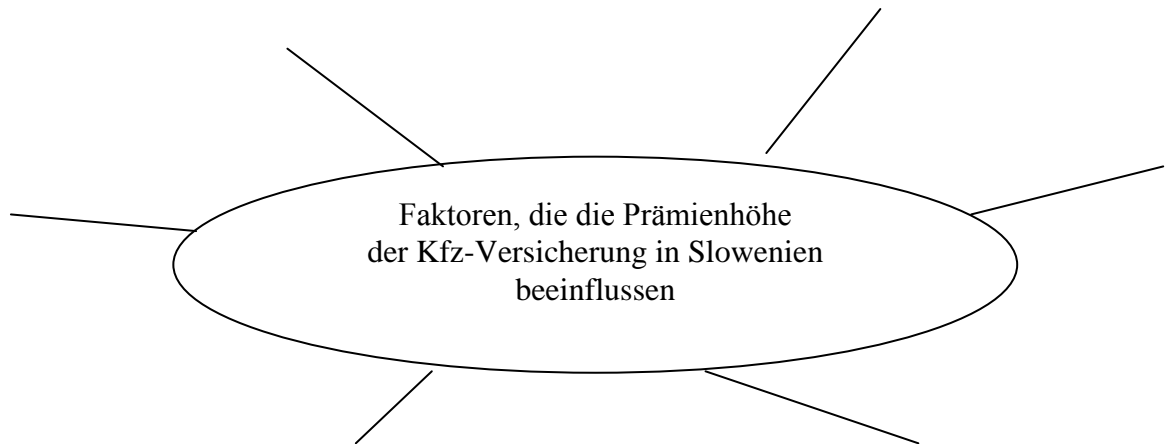 Faktoren, die die Prämienhöhe
der Kfz-Versicherung in Slowenien
beeinflussen